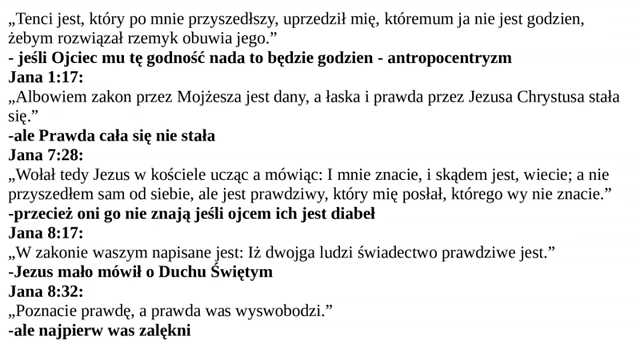 „Tenci jest, który po mnie przyszedłszy, uprzedził mię, któremum ja nie jest godzien,
żebym rozwiązał rzemyk obuwia jego.”
- jeśli Ojciec mu tę godność nada to będzie godzien - antropocentryzm
Jana 1:17:
„Albowiem zakon przez Mojżesza jest dany, a łaska i prawda przez Jezusa Chrystusa stała
się.”
-ale Prawda cała się nie stała
Jana 7:28:
„Wołał tedy Jezus w kościele ucząc a mówiąc: I mnie znacie, i skądem jest, wiecie; a nie
przyszedłem sam od siebie, ale jest prawdziwy, który mię posłał, którego wy nie znacie.”
-przecież oni go nie znają jeśli ojcem ich jest diabeł
Jana 8:17:
„W zakonie waszym napisane jest: Iż dwojga ludzi świadectwo prawdziwe jest.”
-Jezus mało mówił o Duchu Świętym
Jana 8:32:
„Poznacie prawdę, a prawda was wyswobodzi.”
-ale najpierw was zalękni